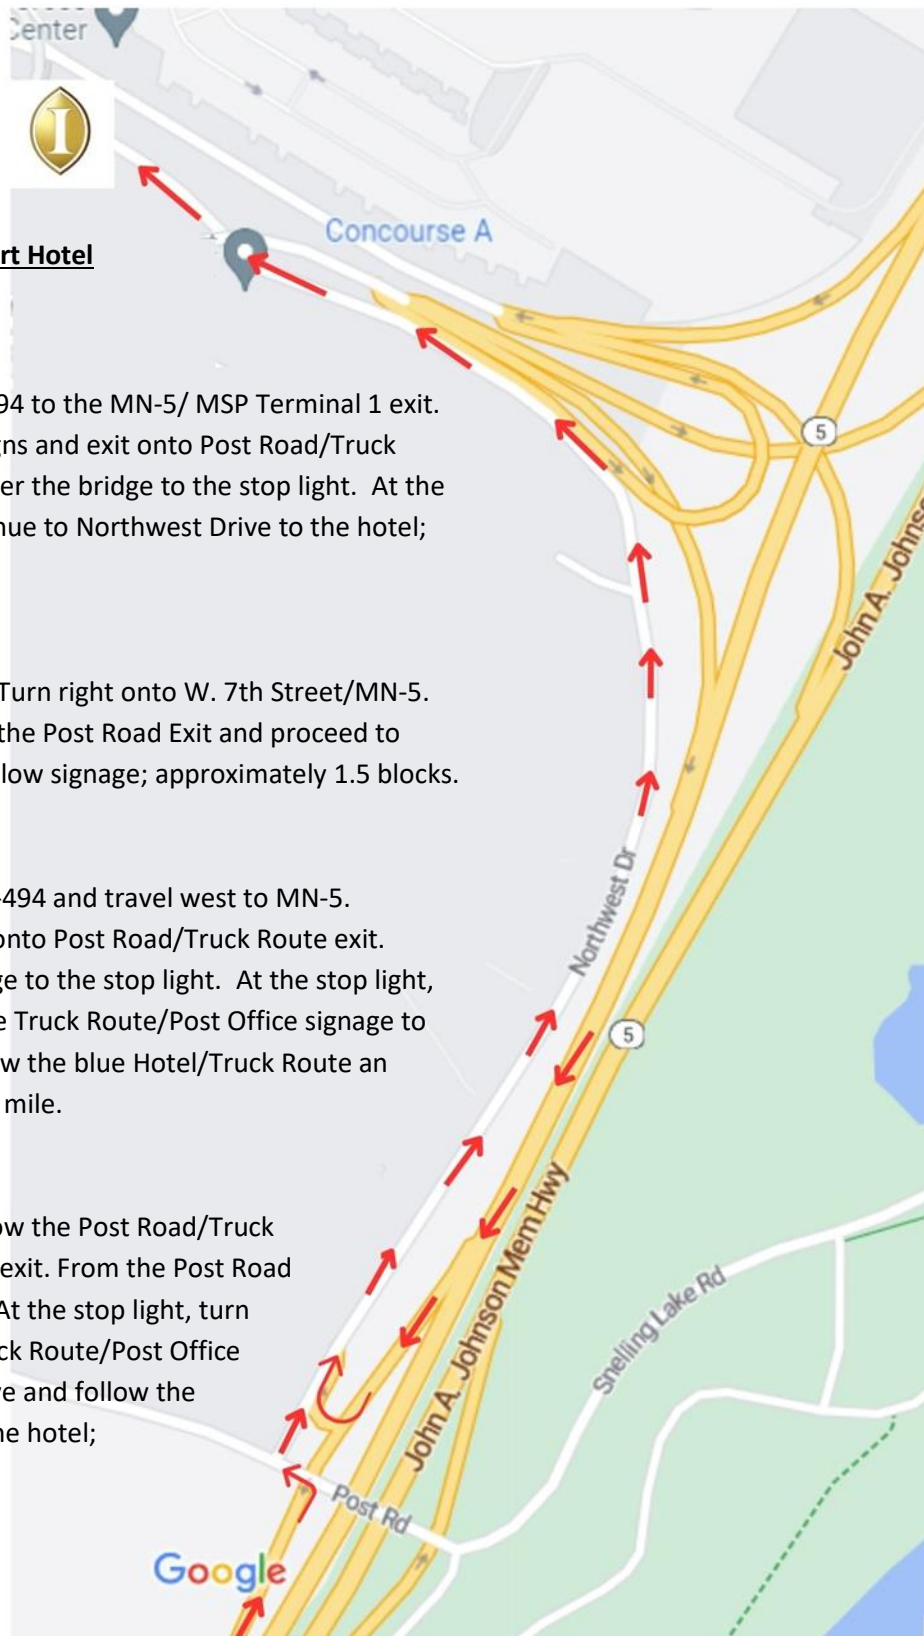 Center
I
rt Hotel
Concourse A
94 to the MN-5/ MSP Terminal 1 exit.
gns and exit onto Post Road/Truck
er the bridge to the stop light.  At the
nue to Northwest Drive to the hotel;
5
John A. Johnso
Turn right onto W. 7th Street/MN-5.
the Post Road Exit and proceed to
low signage; approximately 1.5 blocks.
Northwest Dr
-494 and travel west to MN-5.
onto Post Road/Truck Route exit.
ge to the stop light.  At the stop light,
e Truck Route/Post Office signage to
w the blue Hotel/Truck Route an
mile.
5
John A. Johnson Mem Hwy
Snelling Lake Rd
ow the Post Road/Truck
exit. From the Post Road
At the stop light, turn
ck Route/Post Office
ve and follow the
he hotel;
Post Rd
Google